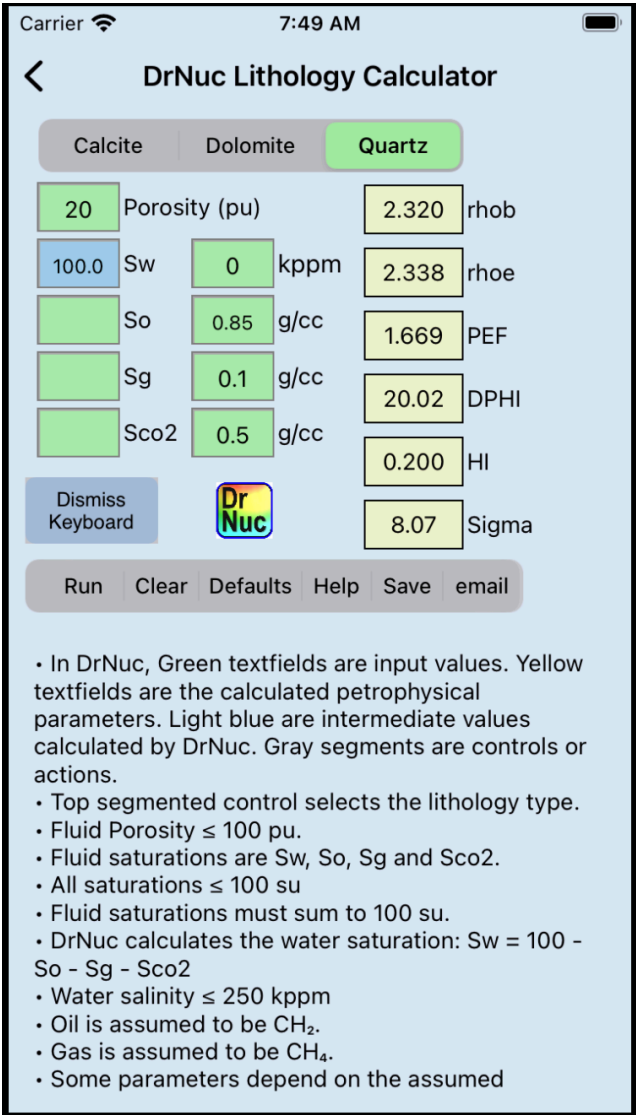 Carrier 7:49 AM
DrNuc Lithology Calculator
Calcite Dolomite Quartz
20 Porosity (pu) 2.320 rhob
100.0 Sw 0 kppm 2.338 rhoe
So 0.85 g/cc 1.669 PEF
Sg 0.1 g/cc 20.02 DPHI
Sco2 0.5 g/cc 0.200 HI
Dismiss
Keyboard
Dr
Nuc
8.07 Sigma
Run Clear Defaults Help Save email
• In DrNuc, Green textfields are input values. Yellow
textfields are the calculated petrophysical
parameters. Light blue are intermediate values
calculated by DrNuc. Gray segments are controls or
actions.
• Top segmented control selects the lithology type.
• Fluid Porosity ≤ 100 pu.
• Fluid saturations are Sw, So, Sg and Sco2.
• All saturations ≤ 100 su
• Fluid saturations must sum to 100 su.
• DrNuc calculates the water saturation: Sw = 100 -
So - Sg - Sco2
• Water salinity ≤ 250 kppm
• Oil is assumed to be CH₂.
• Gas is assumed to be CH₄.
• Some parameters depend on the assumed